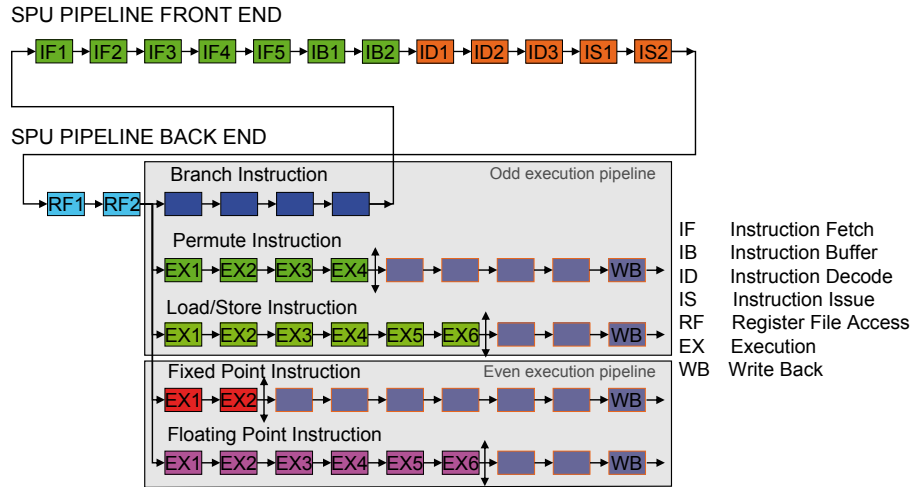 SPU PIPELINE FRONT END
IF1 IF2 IF3 IF4 IF5 IB1 IB2 ID1 ID2 ID3 IS1 IS2
SPU PIPELINE BACK END
Branch Instruction Odd execution pipeline
RF1 RF2
Permute Instruction
EX1 EX2 EX3 EX4 WB
Load/Store Instruction
EX1 EX2 EX3 EX4 EX5 EX6 WB
Fixed Point Instruction Even execution pipeline
EX1 EX2 WB
Floating Point Instruction
EX1 EX2 EX3 EX4 EX5 EX6 WB
IF Instruction Fetch
IB Instruction Buffer
ID Instruction Decode
IS Instruction Issue
RF Register File Access
EX Execution
WB Write Back